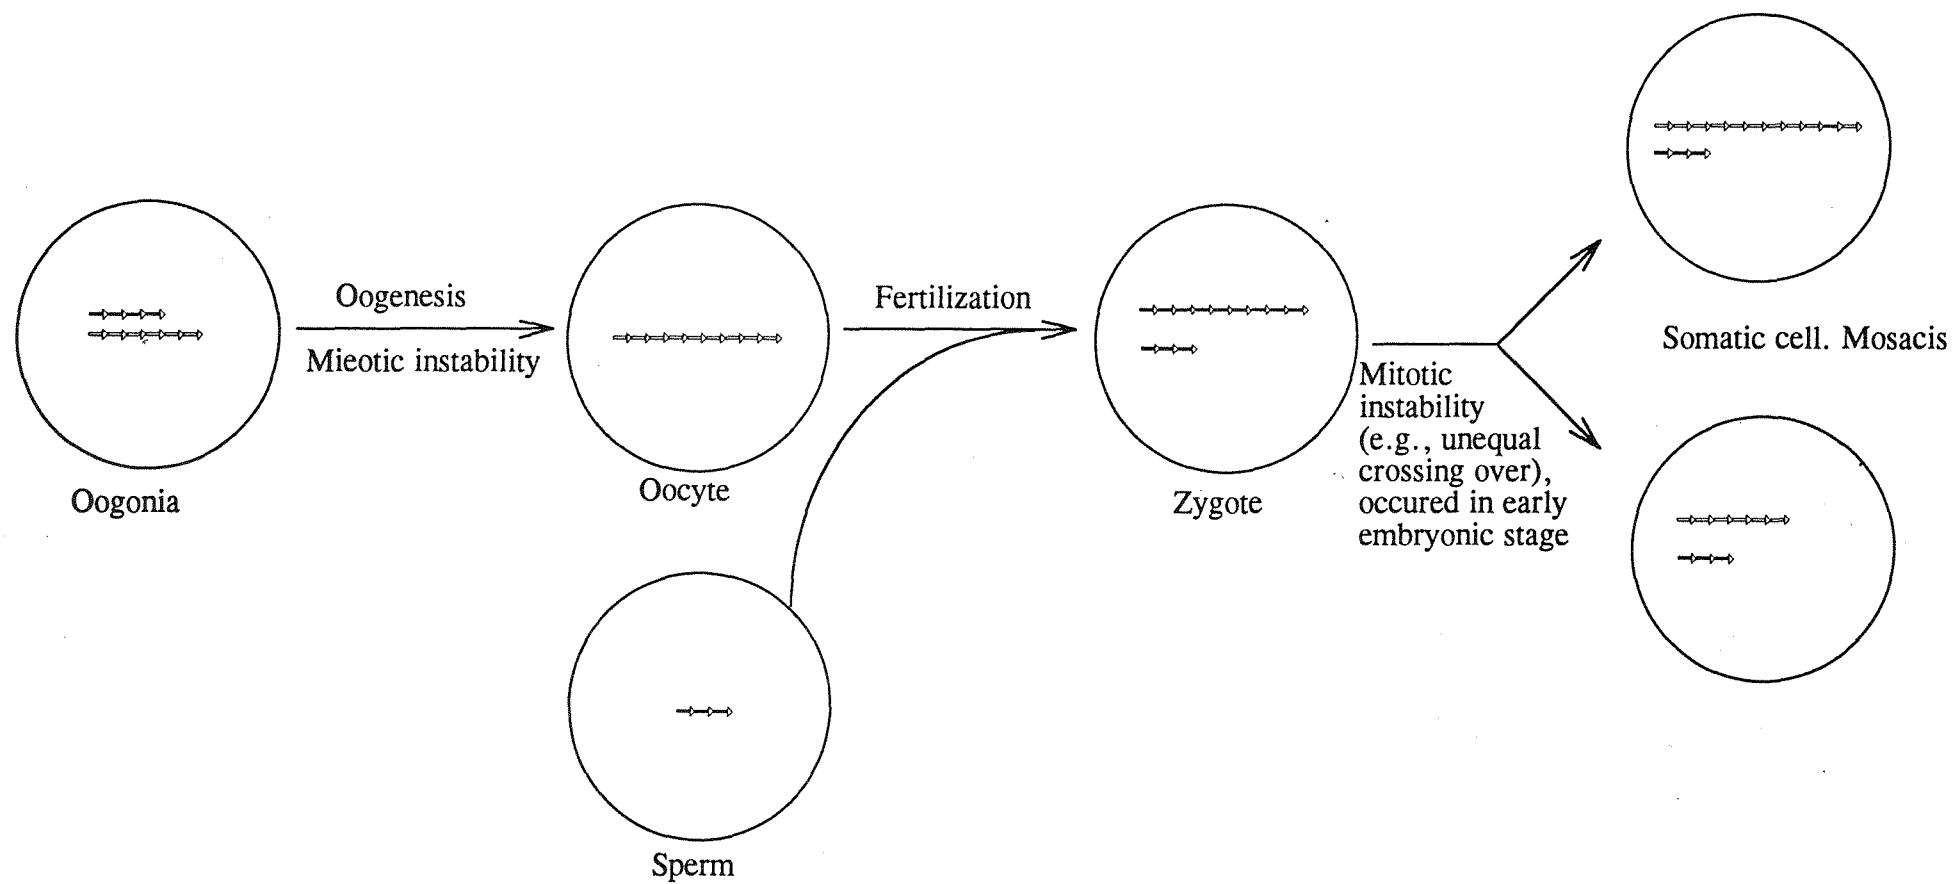 Oogonia
Oogenesis
Mieotic instability
Oocyte
Sperm
Fertilization
Zygote
Mitotic
instability
(e.g., unequal
crossing over),
occured in early
embryonic stage
Somatic cell. Mosacis